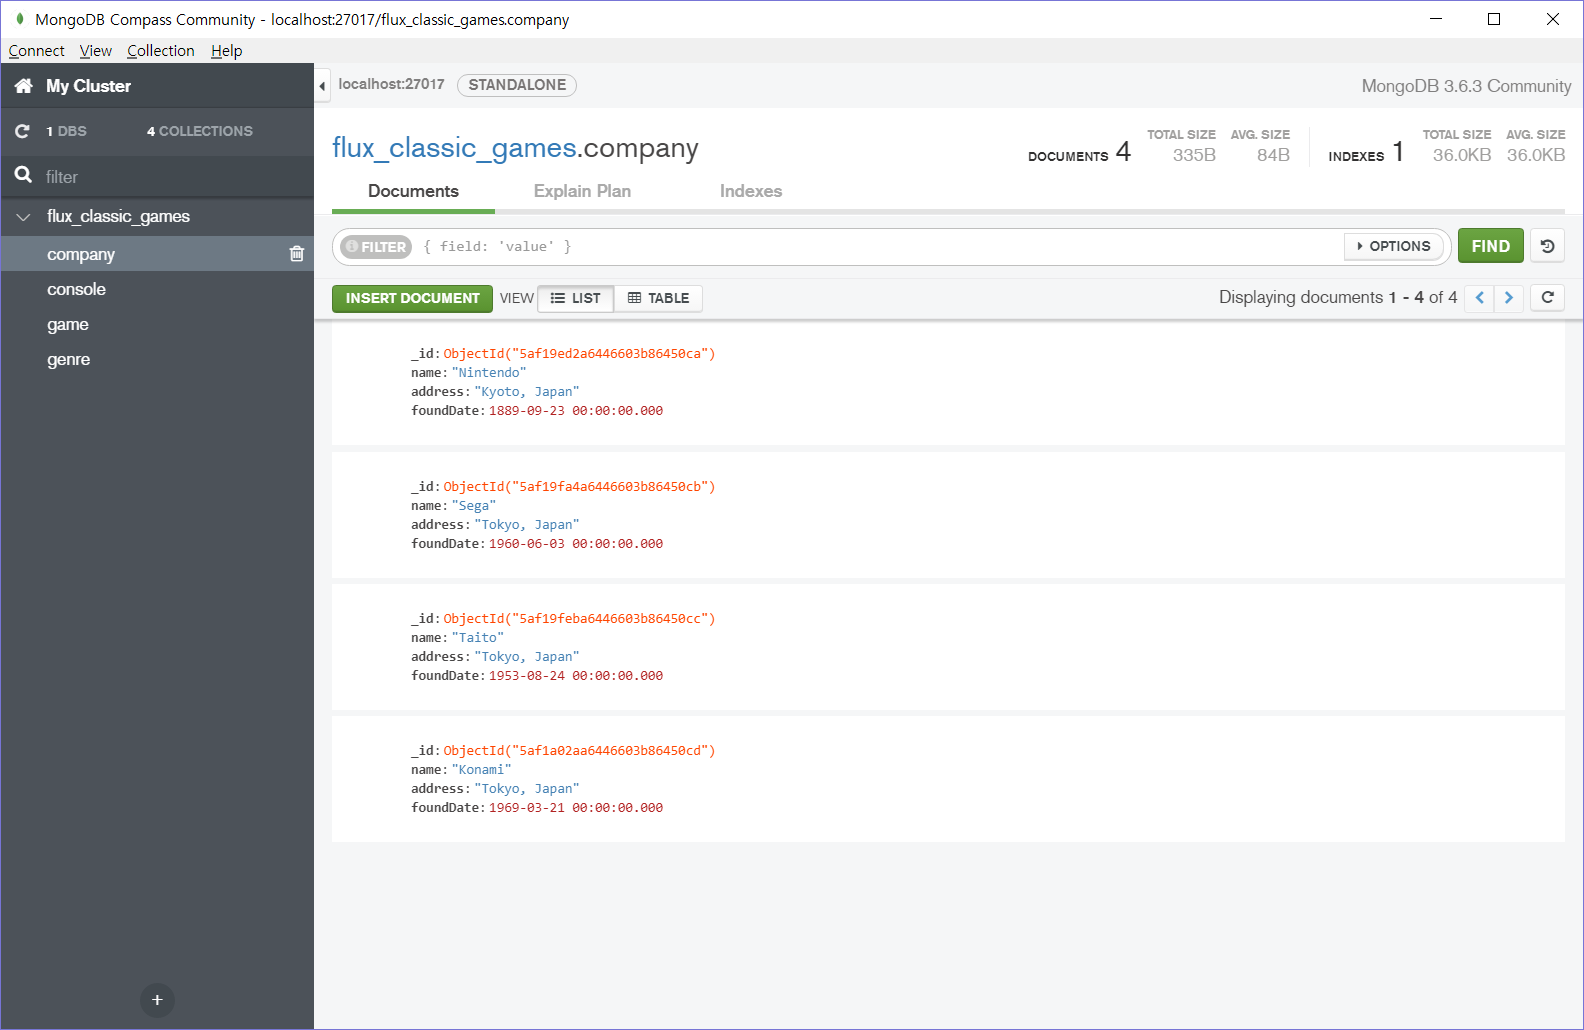 MongoDB Compass Community - localhost:27017/flux_classic_games.company
Connect View Collection Help
My Cluster
1 DBS 4 COLLECTIONS
filter
flux_classic_games
company
console
game
genre
+
localhost:27017 STANDALONE
MongoDB 3.6.3 Community
flux_classic_games.company
DOCUMENTS 4 TOTAL SIZE 335B AVG. SIZE 84B
INDEXES 1 TOTAL SIZE 36.0KB AVG. SIZE 36.0KB
Documents Explain Plan Indexes
FILTER { field: 'value' } OPTIONS FIND
INSERT DOCUMENT VIEW LIST TABLE Displaying documents 1 - 4 of 4
_id: ObjectId("5af19ed2a6446603b86450ca")
name: "Nintendo"
address: "Kyoto, Japan"
foundDate: 1889-09-23 00:00:00.000
_id: ObjectId("5af19fa4a6446603b86450cb")
name: "Sega"
address: "Tokyo, Japan"
foundDate: 1960-06-03 00:00:00.000
_id: ObjectId("5af19feba6446603b86450cc")
name: "Taito"
address: "Tokyo, Japan"
foundDate: 1953-08-24 00:00:00.000
_id: ObjectId("5af1a02aa6446603b86450cd")
name: "Konami"
address: "Tokyo, Japan"
foundDate: 1969-03-21 00:00:00.000